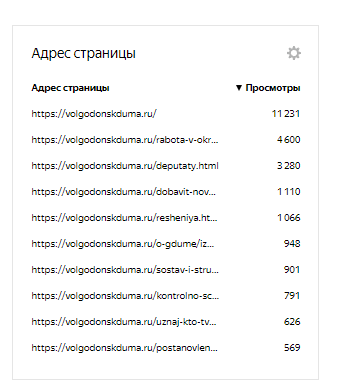 Адрес страницы
Адрес страницы ▼ Просмотры
https://volgodonskduma.ru/ 11 231
https://volgodonskduma.ru/rabota-v-okr... 4 600
https://volgodonskduma.ru/deputaty.html 3 280
https://volgodonskduma.ru/dobavit-nov... 1 110
https://volgodonskduma.ru/resheniya.ht... 1 066
https://volgodonskduma.ru/o-gdume/iz... 948
https://volgodonskduma.ru/sostav-i-stru... 901
https://volgodonskduma.ru/kontrolno-sc... 791
https://volgodonskduma.ru/uznaj-kto-tv... 626
https://volgodonskduma.ru/postanovlen... 569